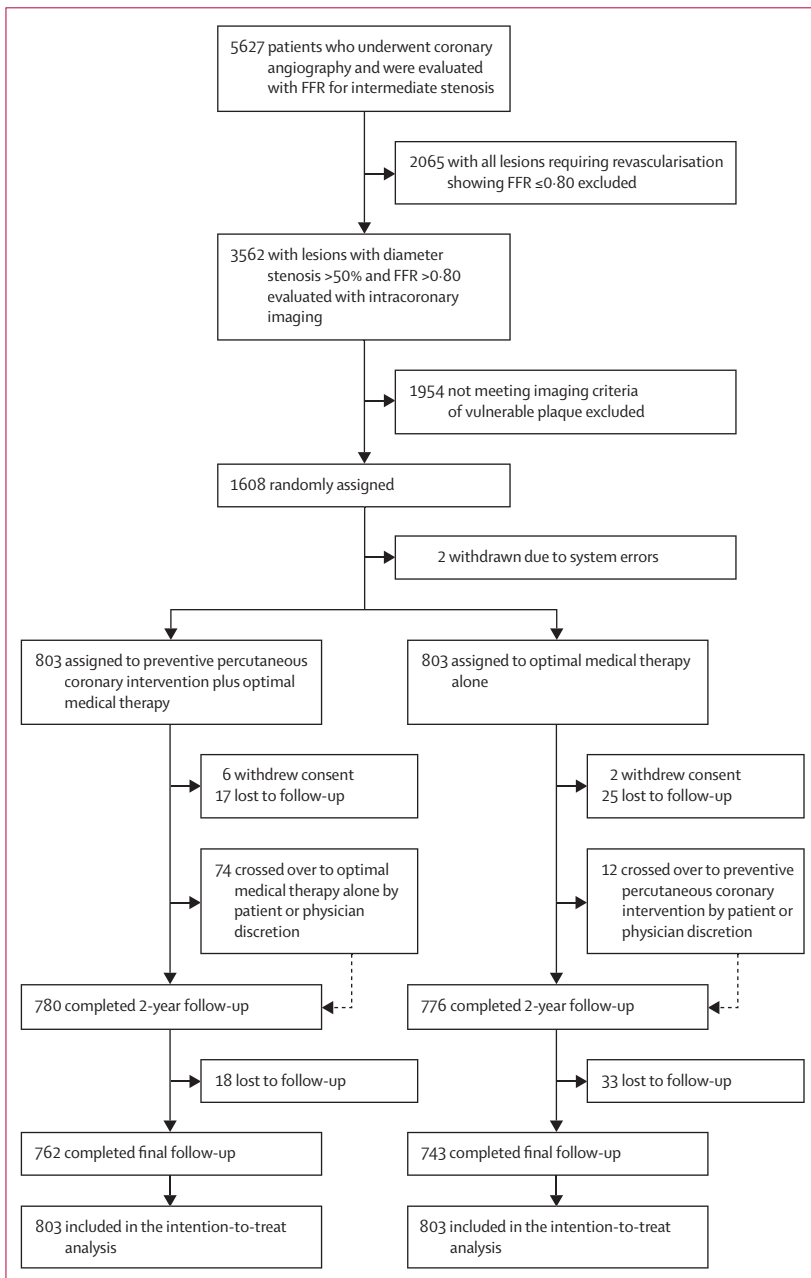 5627 patients who underwent coronary
angiography and were evaluated
with FFR for intermediate stenosis
2065 with all lesions requiring revascularisation
showing FFR ≤0·80 excluded
3562 with lesions with diameter
stenosis >50% and FFR >0·80
evaluated with intracoronary
imaging
1954 not meeting imaging criteria
of vulnerable plaque excluded
1608 randomly assigned
2 withdrawn due to system errors
803 assigned to preventive percutaneous
coronary intervention plus optimal
medical therapy
803 assigned to optimal medical therapy
alone
6 withdrew consent
17 lost to follow-up
2 withdrew consent
25 lost to follow-up
74 crossed over to optimal
medical therapy alone by
patient or physician
discretion
12 crossed over to preventive
percutaneous coronary
intervention by patient
or physician discretion
780 completed 2-year follow-up
776 completed 2-year follow-up
18 lost to follow-up
33 lost to follow-up
762 completed final follow-up
743 completed final follow-up
803 included in the intention-to-treat
analysis
803 included in the intention-to-treat
analysis